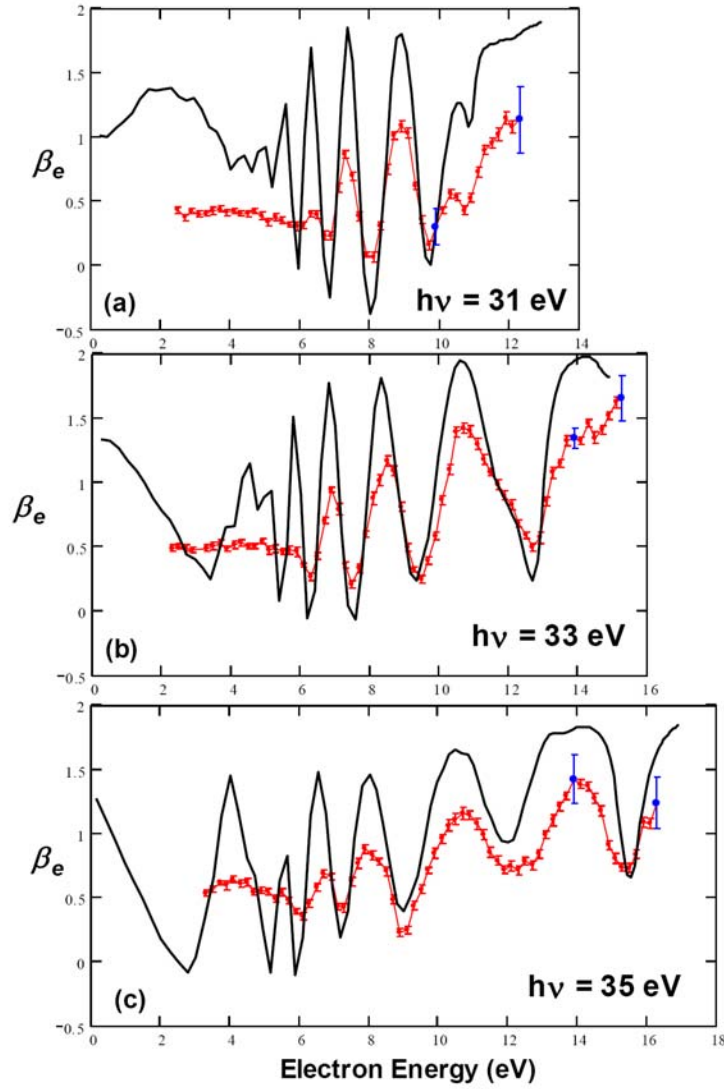 2
1.5
1
βe
0.5
0
(a)
hν = 31 eV
−0.5
0 2 4 6 8 10 12 14
2
1.5
1
βe
0.5
0
(b)
hν = 33 eV
−0.5
0 2 4 6 8 10 12 14 16
2
1.5
1
βe
0.5
0
(c)
hν = 35 eV
−0.5
0 2 4 6 8 10 12 14 16 18
Electron Energy (eV)